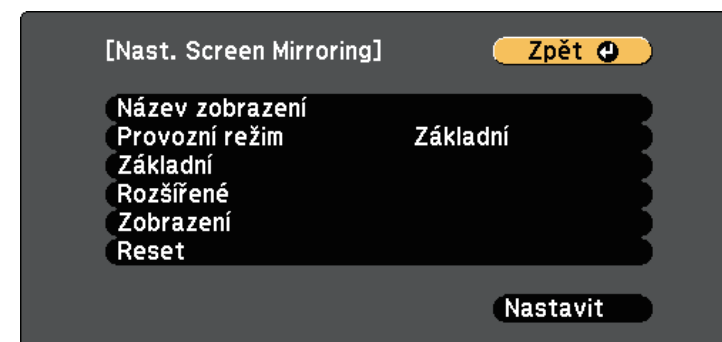 [Nast. Screen Mirroring] Zpět
Název zobrazení
Provozní režim Základní
Základní
Rozšířené
Zobrazení
Reset
Nastavit